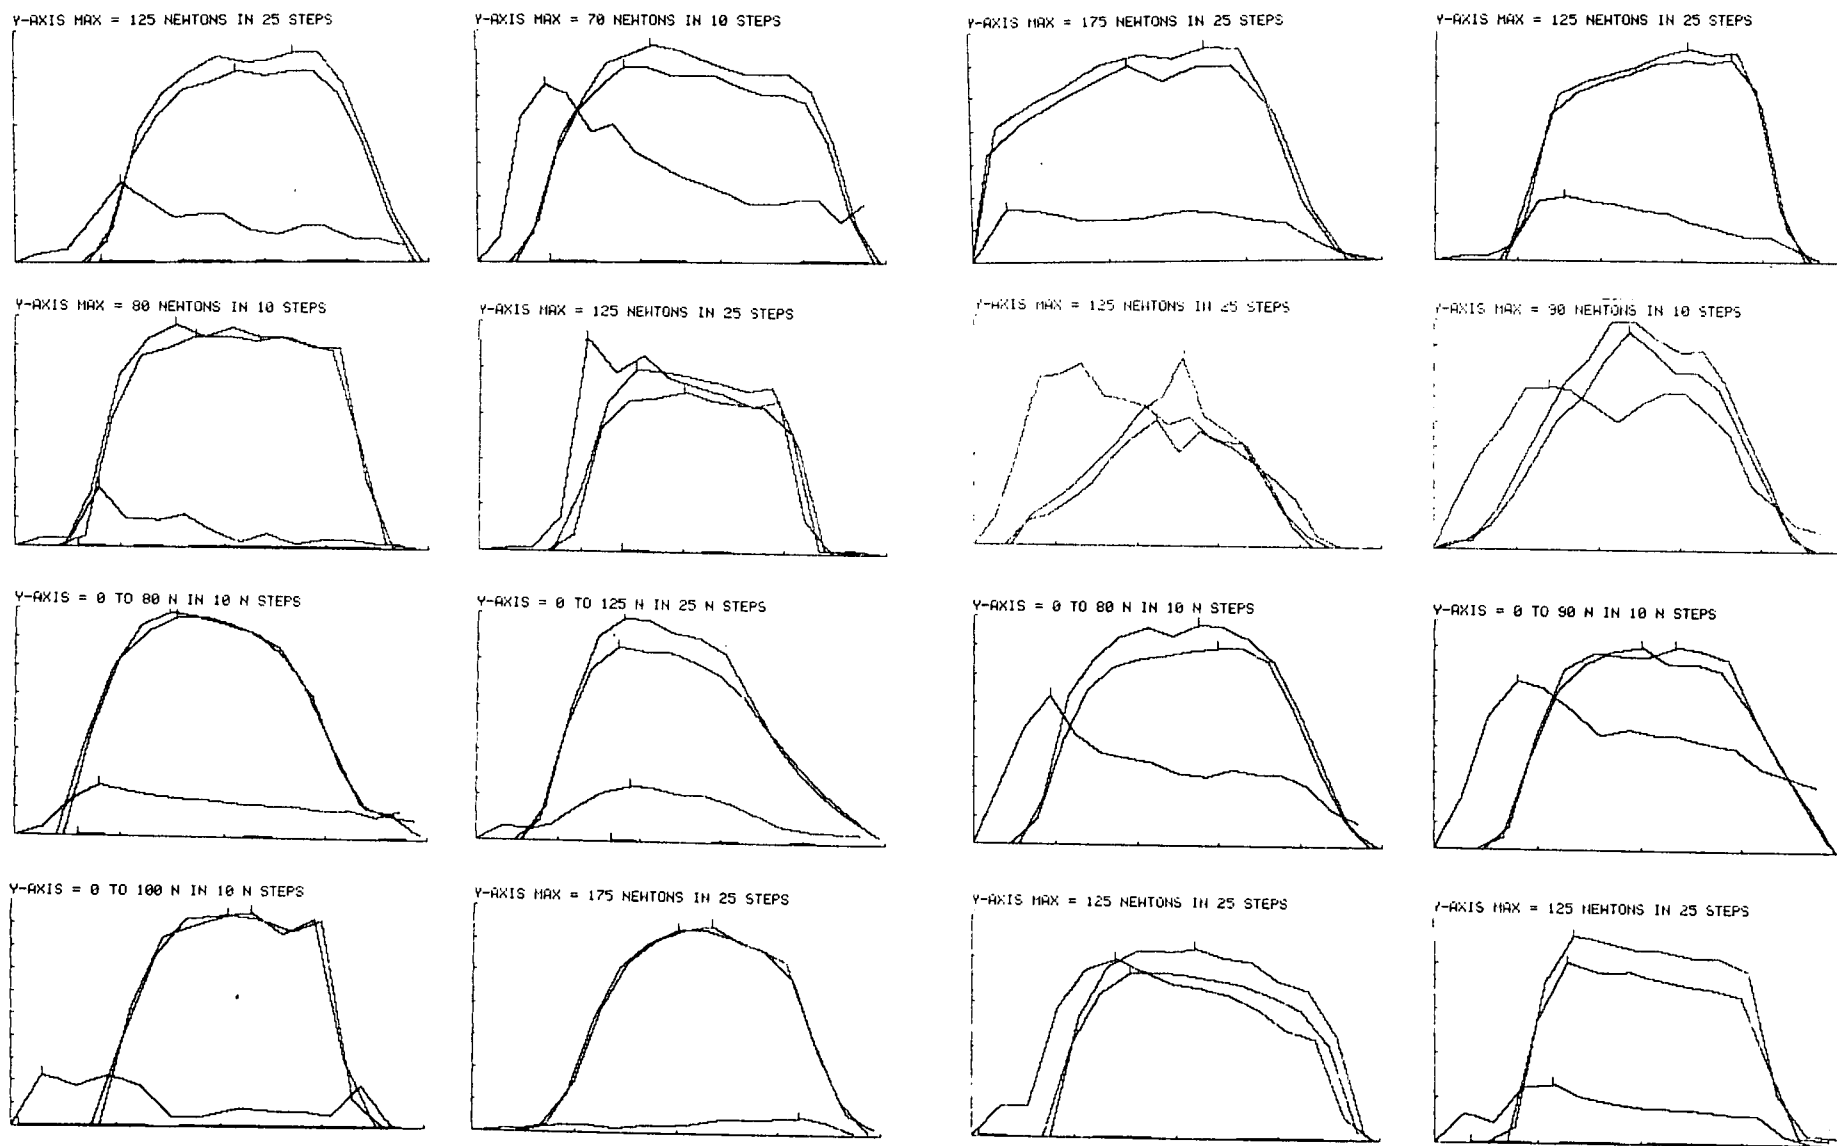 Y-AXIS MAX = 125 NEWTONS IN 25 STEPS
Y-AXIS MAX = 70 NEWTONS IN 10 STEPS
Y-AXIS MAX = 175 NEWTONS IN 25 STEPS
Y-AXIS MAX = 125 NEWTONS IN 25 STEPS
Y-AXIS MAX = 80 NEWTONS IN 10 STEPS
Y-AXIS MAX = 125 NEWTONS IN 25 STEPS
Y-AXIS MAX = 125 NEWTONS IN 25 STEPS
Y-AXIS MAX = 90 NEWTONS IN 10 STEPS
Y-AXIS = 0 TO 80 N IN 10 N STEPS
Y-AXIS = 0 TO 125 N IN 25 N STEPS
Y-AXIS = 0 TO 80 N IN 10 N STEPS
Y-AXIS = 0 TO 90 N IN 10 N STEPS
Y-AXIS = 0 TO 100 N IN 10 N STEPS
Y-AXIS MAX = 175 NEWTONS IN 25 STEPS
Y-AXIS MAX = 125 NEWTONS IN 25 STEPS
Y-AXIS MAX = 125 NEWTONS IN 25 STEPS